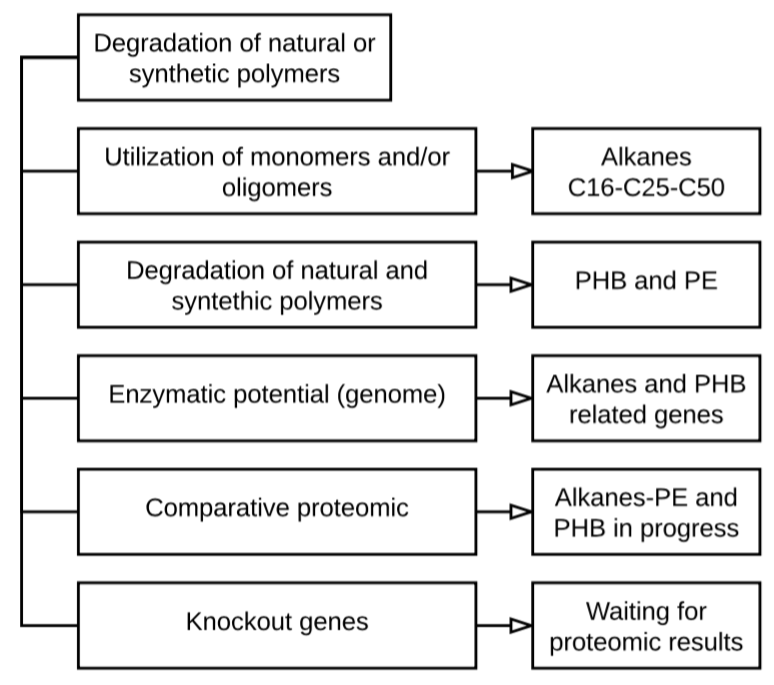 Degradation of natural or
synthetic polymers
Utilization of monomers and/or
oligomers
Alkanes
C16-C25-C50
Degradation of natural and
syntethic polymers
PHB and PE
Enzymatic potential (genome)
Alkanes and PHB
related genes
Comparative proteomic
Alkanes-PE and
PHB in progress
Knockout genes
Waiting for
proteomic results